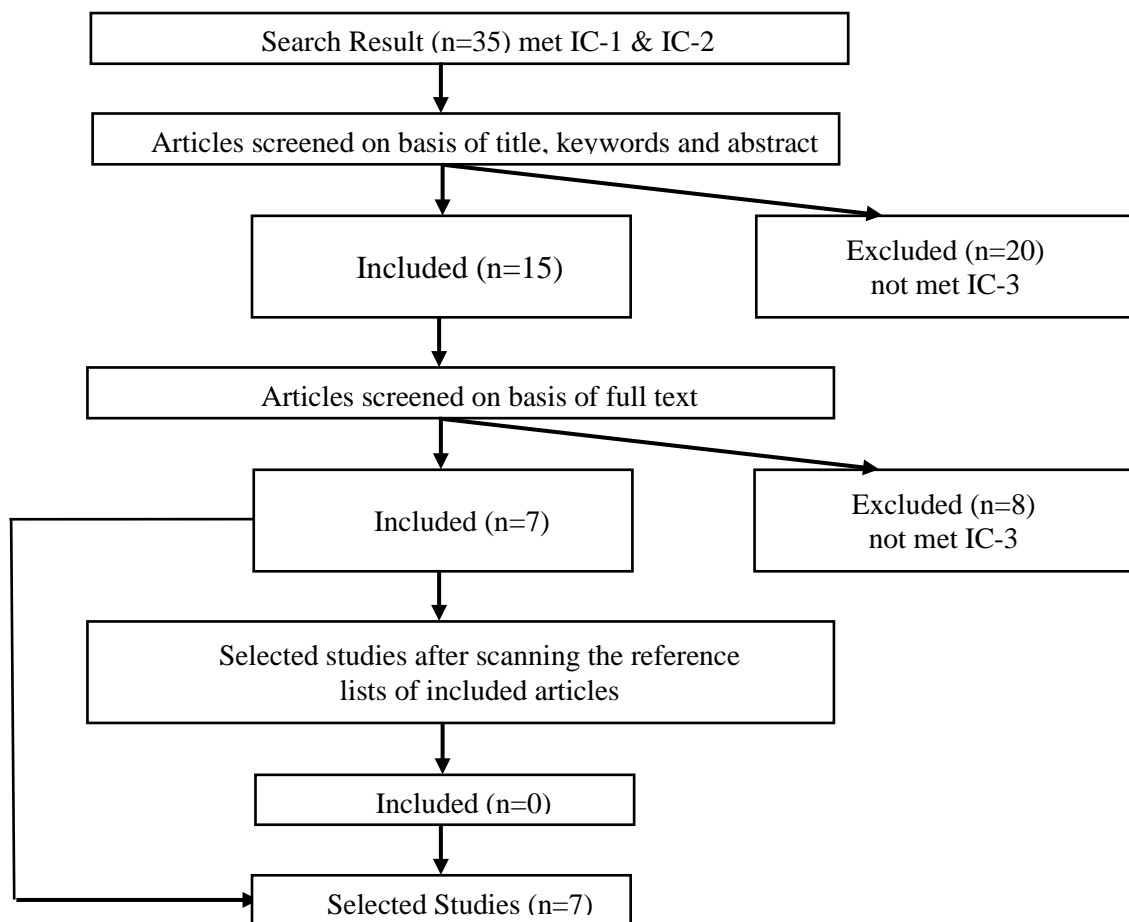 Search Result (n=35) met IC-1 & IC-2
Articles screened on basis of title, keywords and abstract
Included (n=15)
Excluded (n=20)
not met IC-3
Articles screened on basis of full text
Included (n=7)
Excluded (n=8)
not met IC-3
Selected studies after scanning the reference
lists of included articles
Included (n=0)
Selected Studies (n=7)